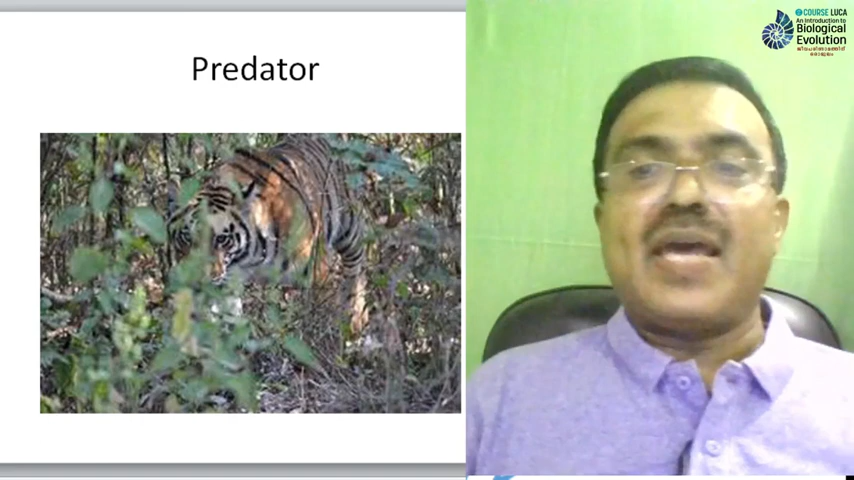 Predator
COURSE LUCA
An Introduction to
Biological
Evolution